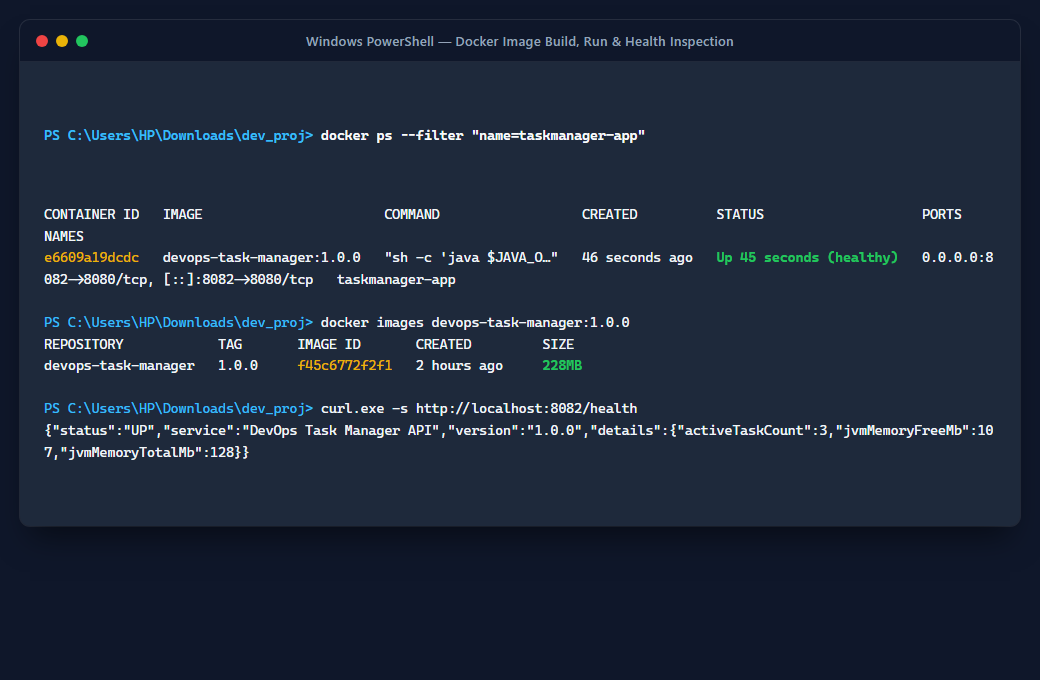 Windows PowerShell — Docker Image Build, Run & Health Inspection
PS C:\Users\HP\Downloads\dev_proj> docker ps --filter "name=taskmanager-app"
CONTAINER ID   IMAGE                       COMMAND                  CREATED          STATUS                    PORTS
NAMES
e6609a19dcdc   devops-task-manager:1.0.0   "sh -c 'java $JAVA_O…"   46 seconds ago   Up 45 seconds (healthy)   0.0.0.0:8
082->8080/tcp, [::]:8082->8080/tcp   taskmanager-app
PS C:\Users\HP\Downloads\dev_proj> docker images devops-task-manager:1.0.0
REPOSITORY            TAG       IMAGE ID       CREATED         SIZE
devops-task-manager   1.0.0     f45c6772f2f1   2 hours ago     228MB
PS C:\Users\HP\Downloads\dev_proj> curl.exe -s http://localhost:8082/health
{"status":"UP","service":"DevOps Task Manager API","version":"1.0.0","details":{"activeTaskCount":3,"jvmMemoryFreeMb":10
7,"jvmMemoryTotalMb":128}}